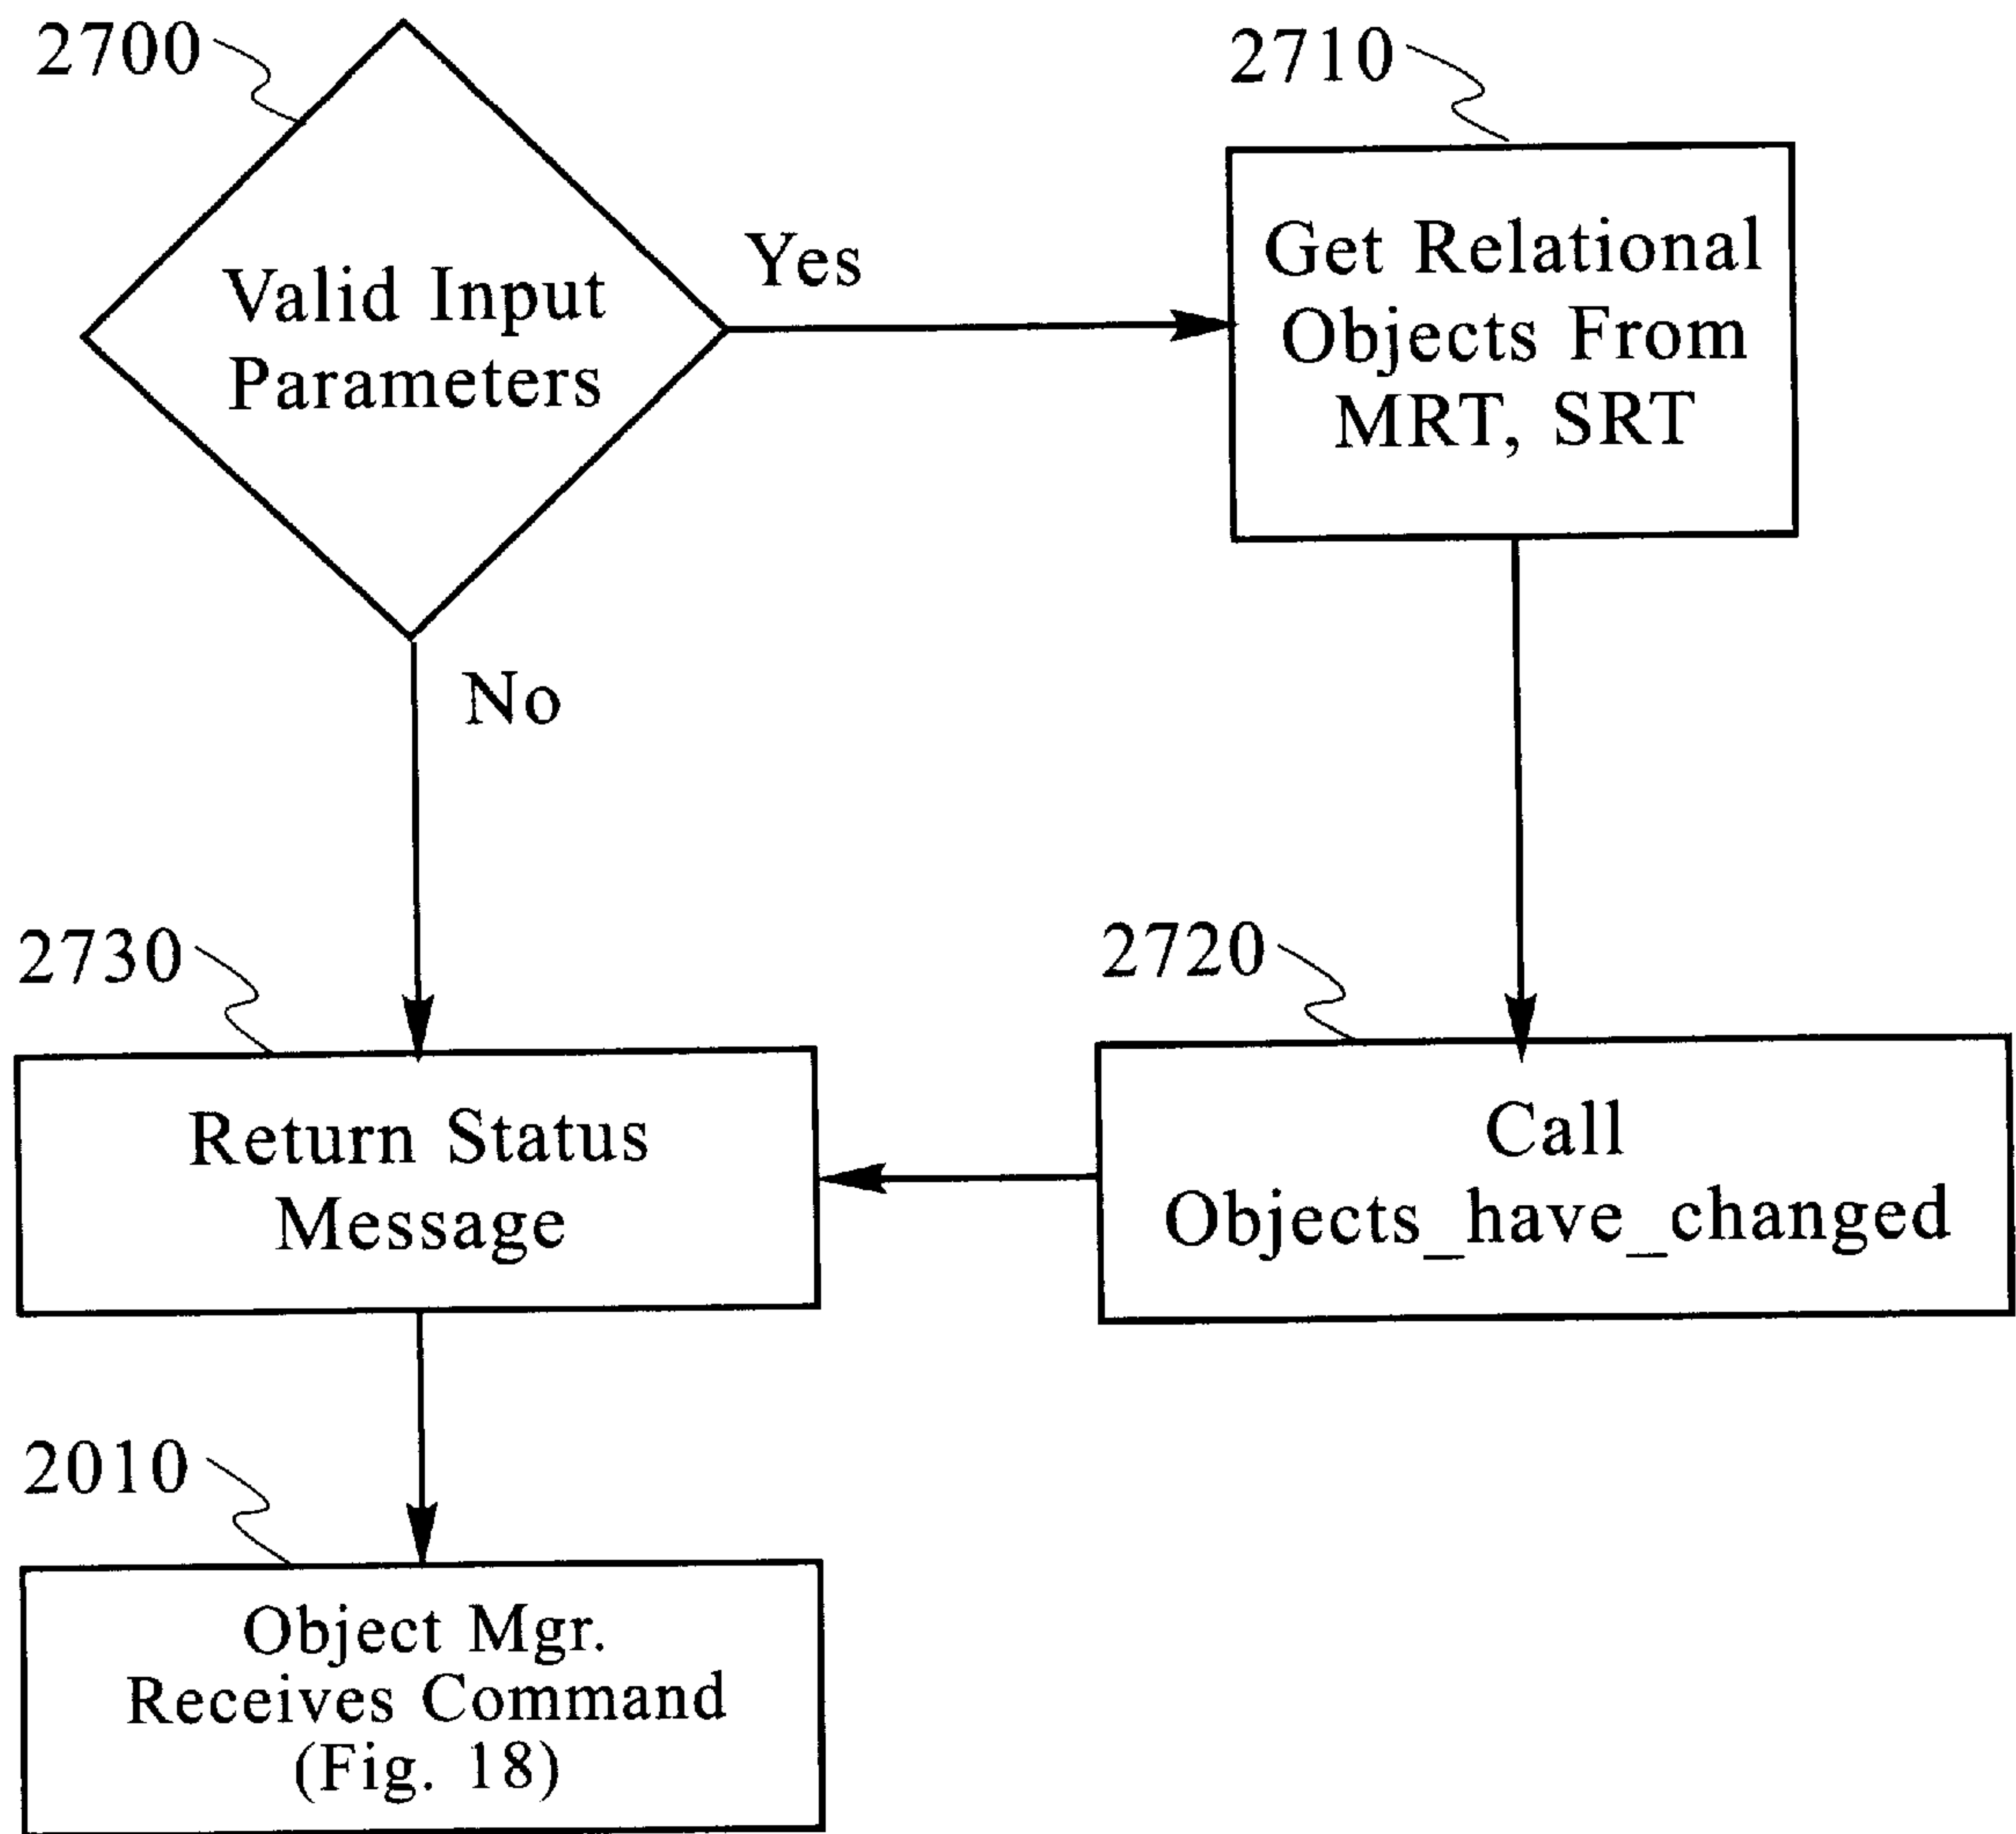 2700
Valid Input
Parameters
Yes
No
2710
Get Relational
Objects From
MRT, SRT
2720
Call
Objects_have_changed
2730
Return Status
Message
2010
Object Mgr.
Receives Command
(Fig. 18)